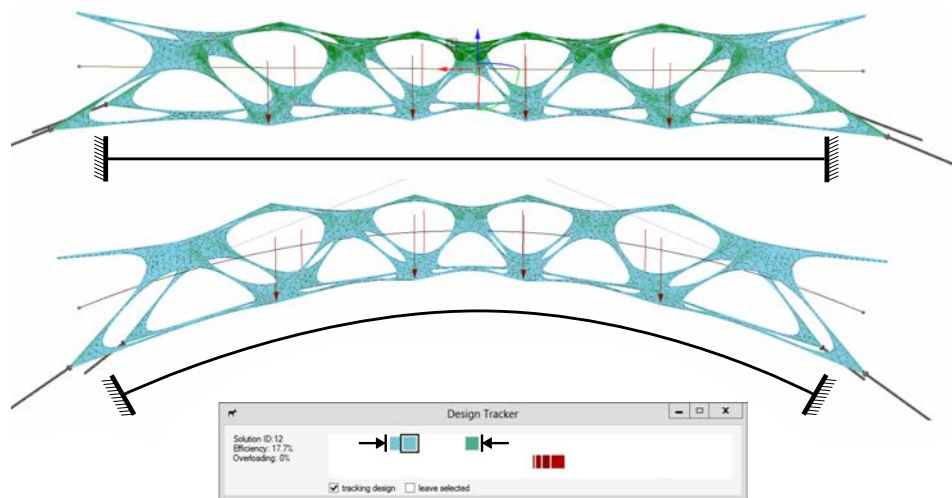 Design Tracker
Solution ID:12
Efficiency: 17.7%
Overloading: 0%
tracking design leave selected